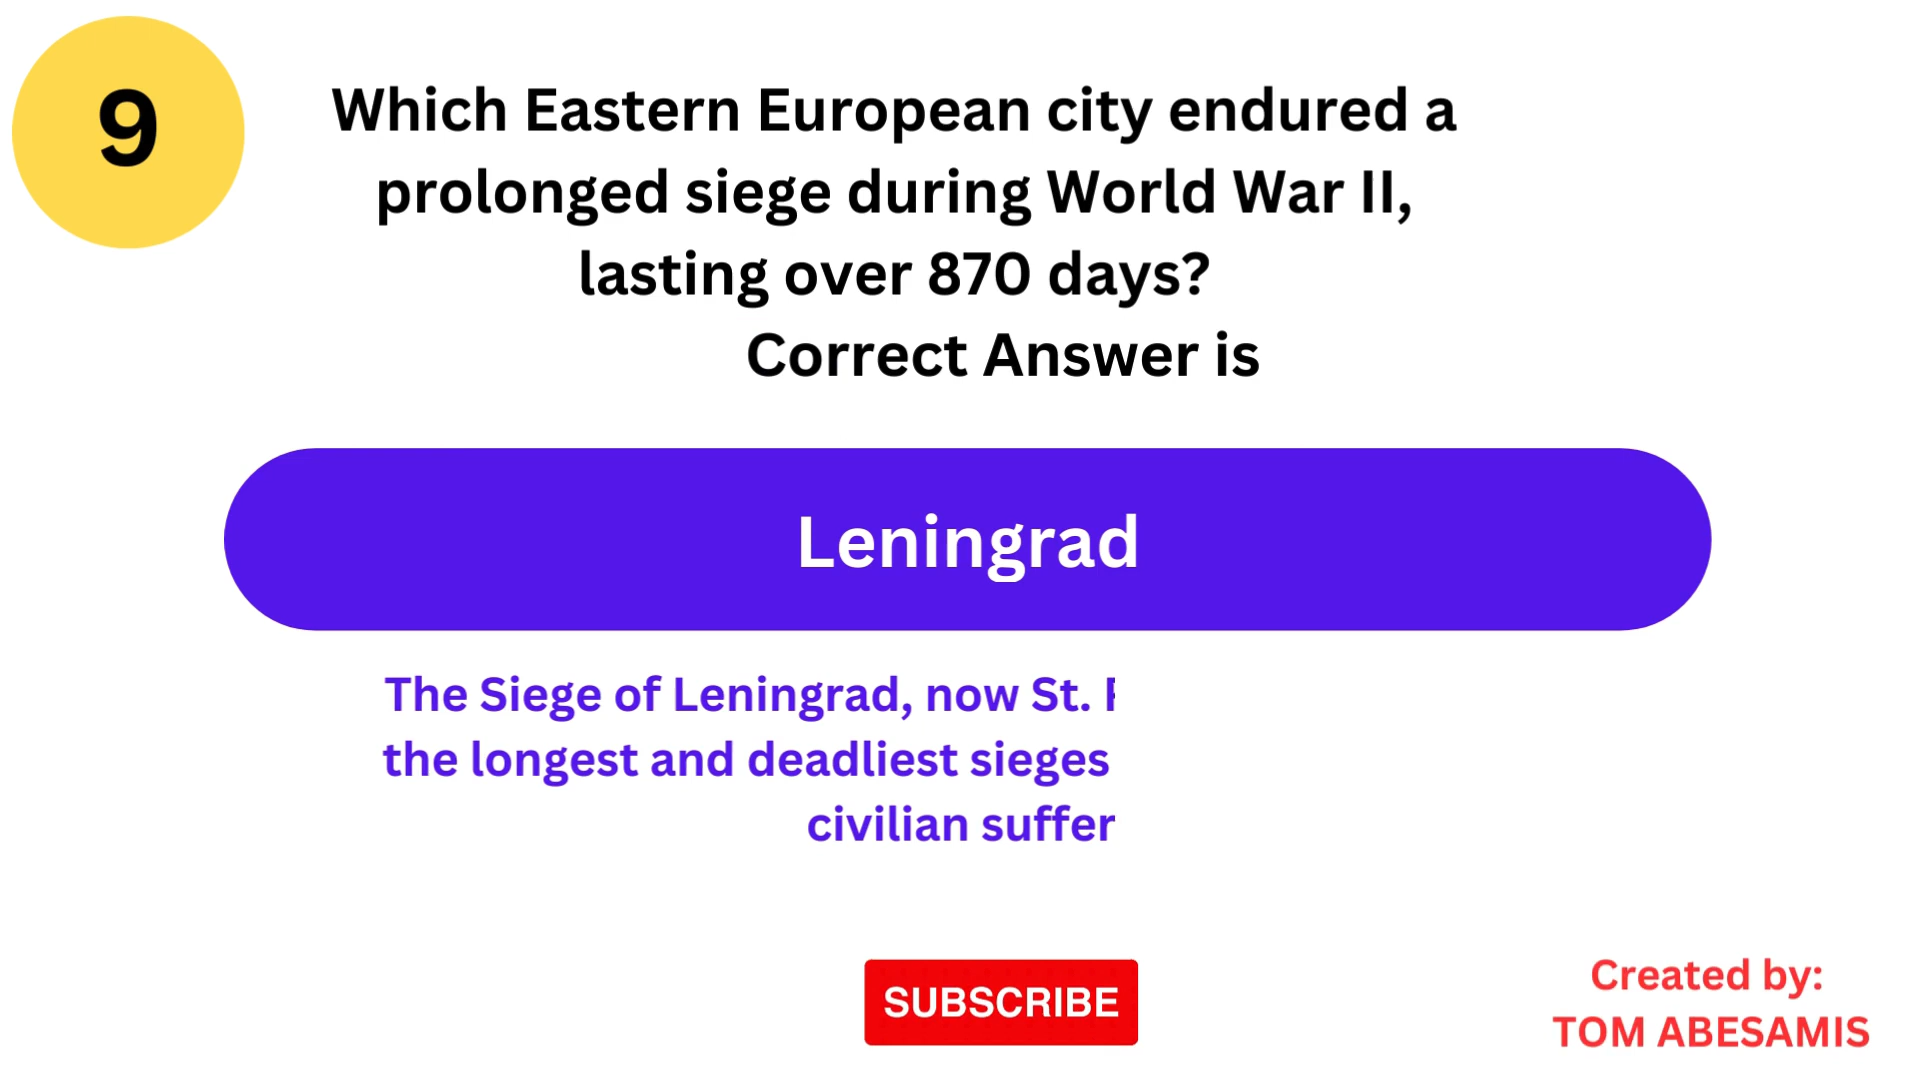 9
Which Eastern European city endured a
prolonged siege during World War II,
lasting over 870 days?
Correct Answer is
Leningrad
The Siege of Leningrad, now St.
the longest and deadliest sieges
civilian suffer
SUBSCRIBE
Created by:
TOM ABESAMIS